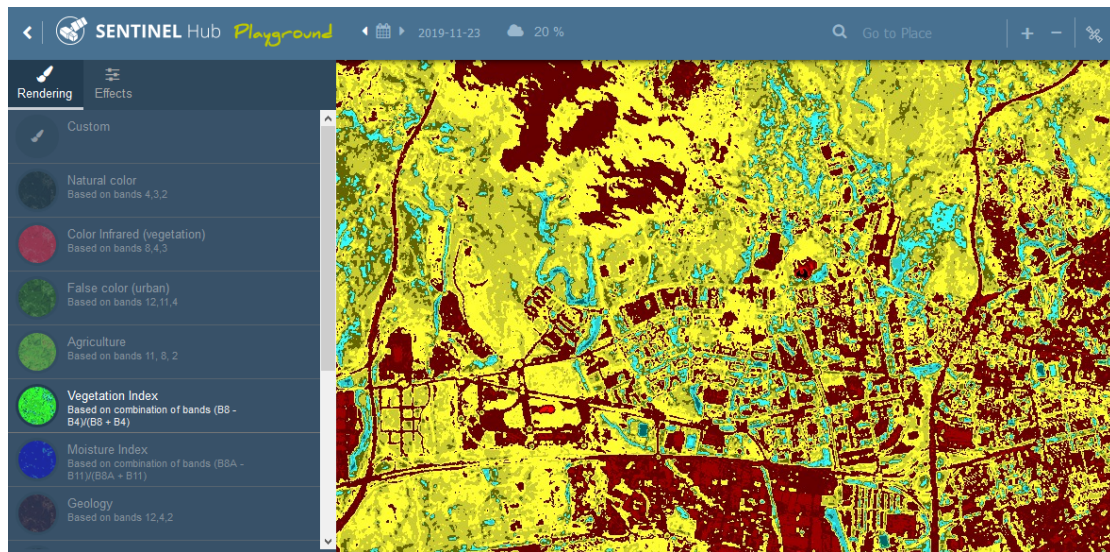 SENTINEL Hub Playground
2019-11-23
20 %
Go to Place
Rendering
Effects
Custom
Natural color
Based on bands 4,3,2
Color Infrared (vegetation)
Based on bands 8,4,3
False color (urban)
Based on bands 12,11,4
Agriculture
Based on bands 11, 8, 2
Vegetation Index
Based on combination of bands (B8 -
B4)/(B8 + B4)
Moisture Index
Based on combination of bands (B8A -
B11)/(B8A + B11)
Geology
Based on bands 12,4,2